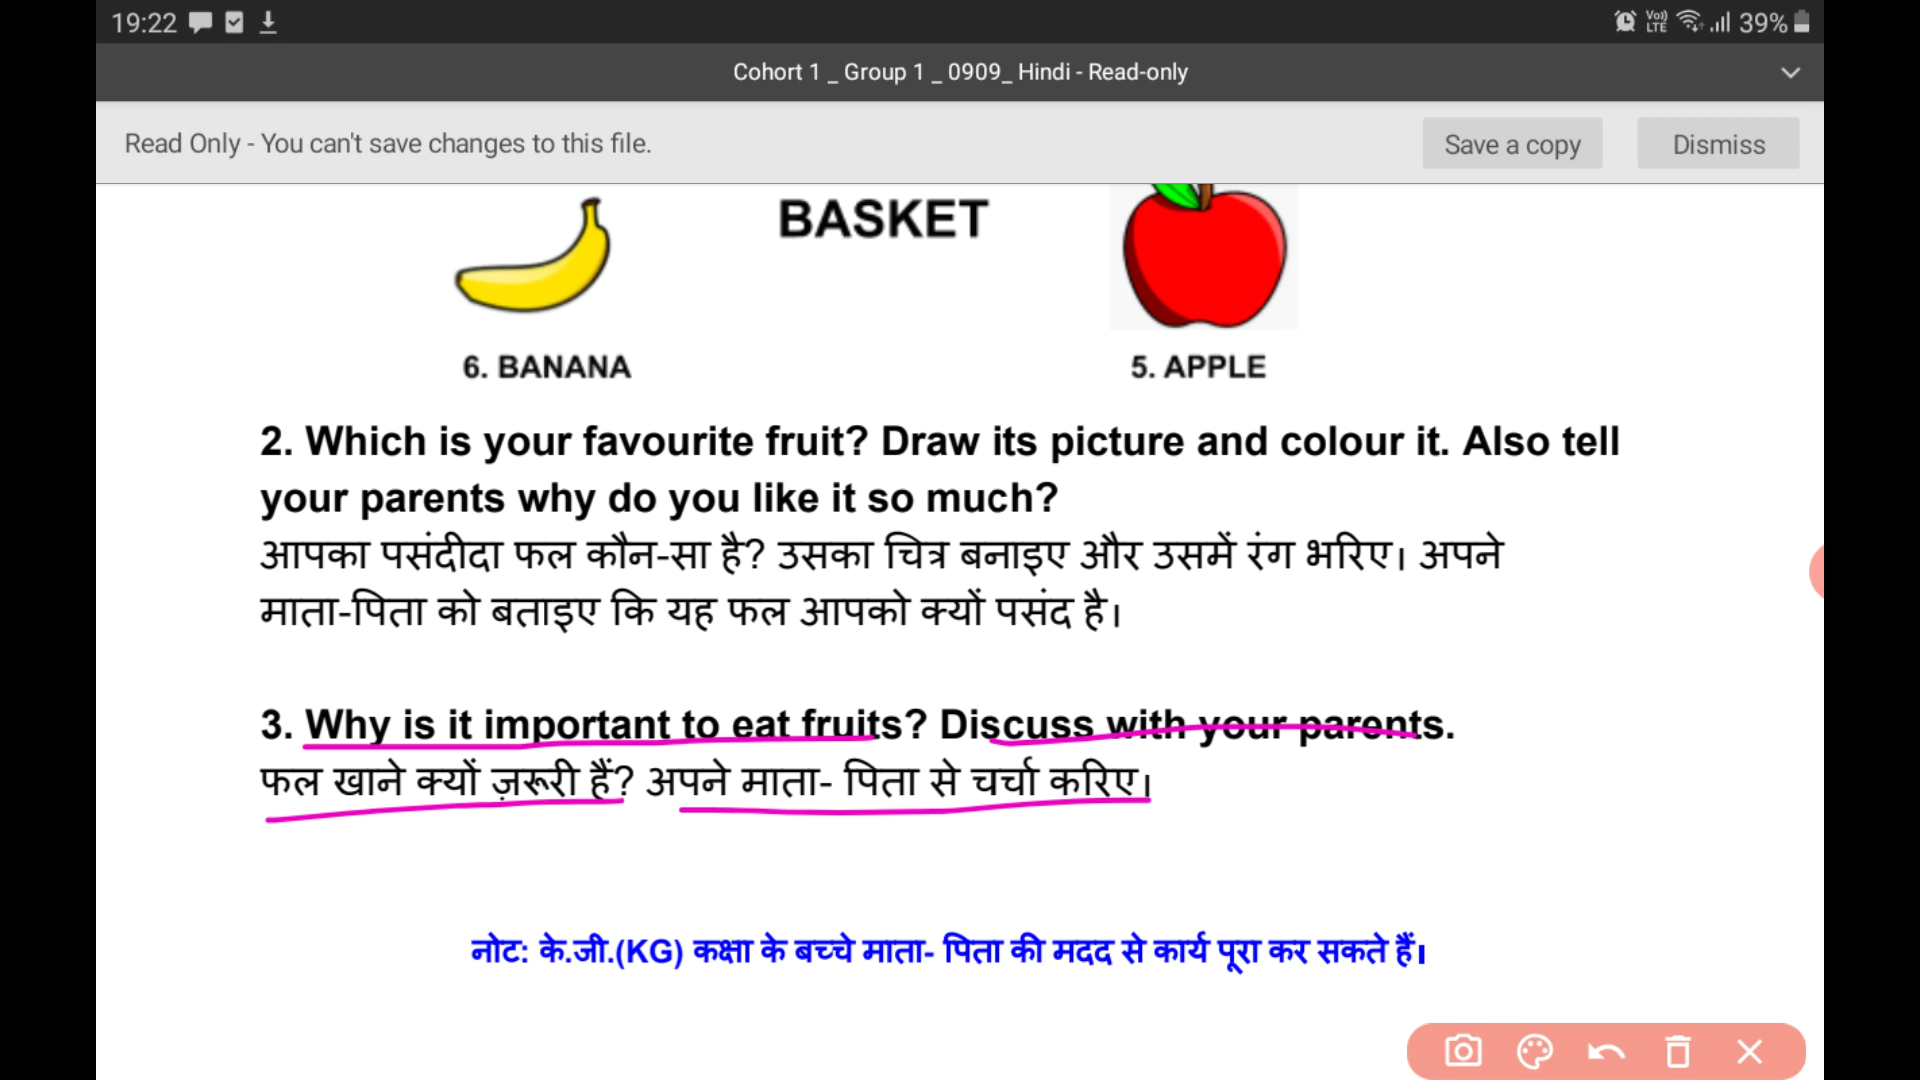 19:22 Vo)) LTE 39%
Cohort 1 _ Group 1 _ 0909_ Hindi - Read-only
Read Only - You can't save changes to this file. Save a copy Dismiss
BASKET
6. BANANA 5. APPLE
2. Which is your favourite fruit? Draw its picture and colour it. Also tell
your parents why do you like it so much?
आपका पसंदीदा फल कौन-सा है? उसका चित्र बनाइए और उसमें रंग भरिए। अपने
माता-पिता को बताइए कि यह फल आपको क्यों पसंद है।
3. Why is it important to eat fruits? Discuss with your parents.
फल खाने क्यों ज़रूरी हैं? अपने माता- पिता से चर्चा करिए।
नोट: के.जी.(KG) कक्षा के बच्चे माता- पिता की मदद से कार्य पूरा कर सकते हैं।